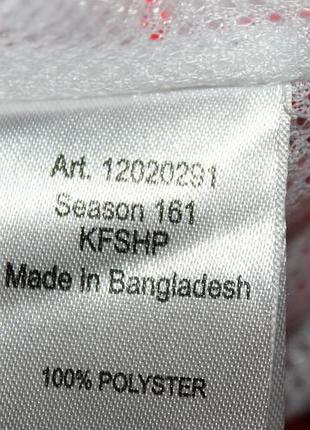 Art. 12020291
Season 161
KFSHP
Made in Bangladesh
100% POLYSTER